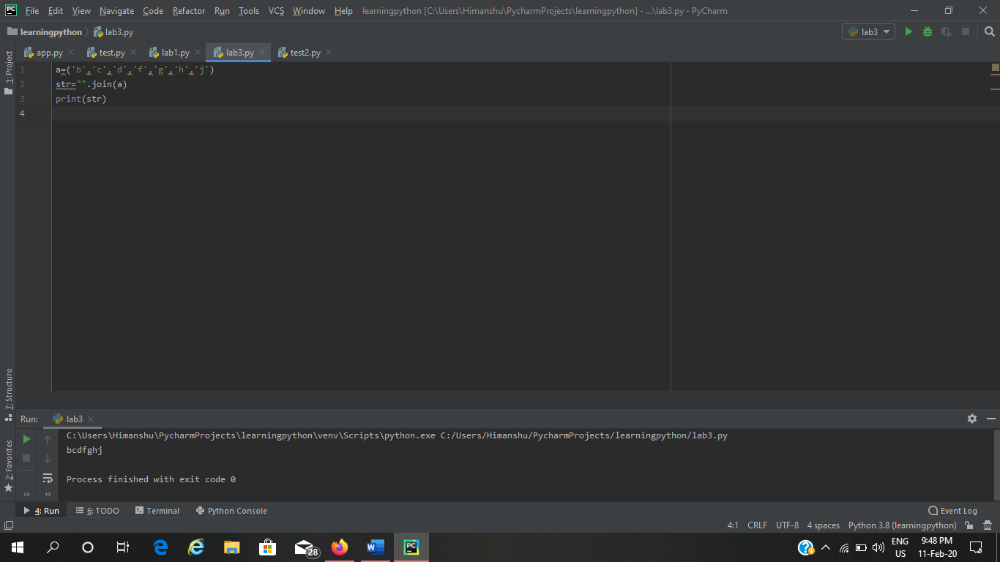 PC File Edit View Navigate Code Refactor Run Tools VCS Window Help learningpython [C:\Users\Himanshu\PycharmProjects\learningpython] - ...\lab3.py - PyCharm
learningpython lab3.py lab3
app.py test.py lab1.py lab3.py test2.py
1: Project
1 a=('b','c','d','f','g','h','j')
2 str="".join(a)
3 print(str)
4
7: Structure
2: Favorites
Run: lab3
C:\Users\Himanshu\PycharmProjects\learningpython\venv\Scripts\python.exe C:/Users/Himanshu/PycharmProjects/learningpython/lab3.py
bcdfghj
Process finished with exit code 0
4: Run 6: TODO Terminal Python Console Event Log
4:1 CRLF UTF-8 4 spaces Python 3.8 (learningpython)
28 W PC ENG 9:48 PM
US 11-Feb-20